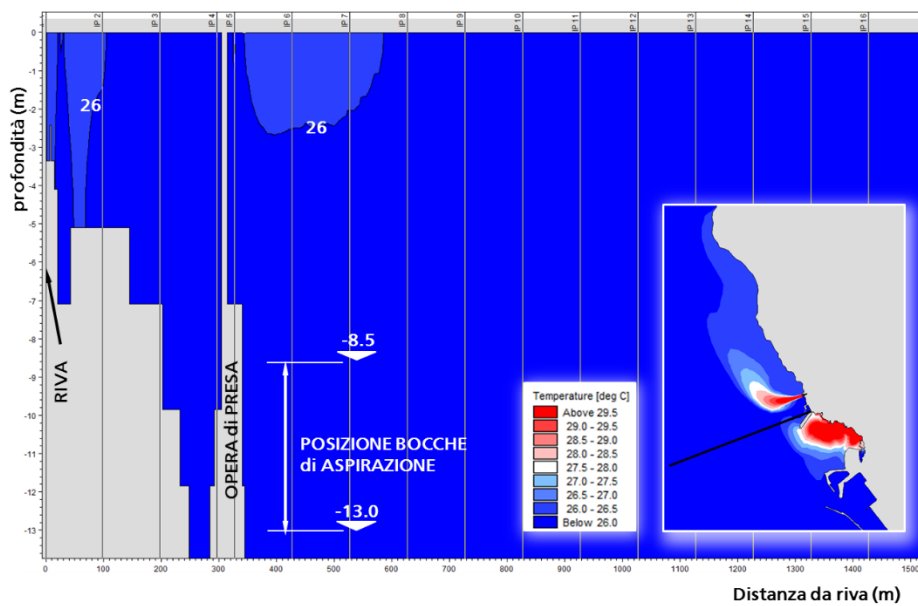 IP 2
IP 3
IP 4
IP 5
IP 6
IP 7
IP 8
IP 9
IP 10
IP 11
IP 12
IP 13
IP 14
IP 15
IP 16
profondità (m)
0
-1
-2
-3
-4
-5
-6
-7
-8
-9
-10
-11
-12
-13
26
26
RIVA
OPERA di PRESA
-8.5
POSIZIONE BOCCHE
di ASPIRAZIONE
-13.0
Temperature [deg C]
Above 29.5
29.0 - 29.5
28.5 - 29.0
28.0 - 28.5
27.5 - 28.0
27.0 - 27.5
26.5 - 27.0
26.0 - 26.5
Below 26.0
0 100 200 300 400 500 600 700 800 900 1000 1100 1200 1300 1400
Distanza da riva (m)